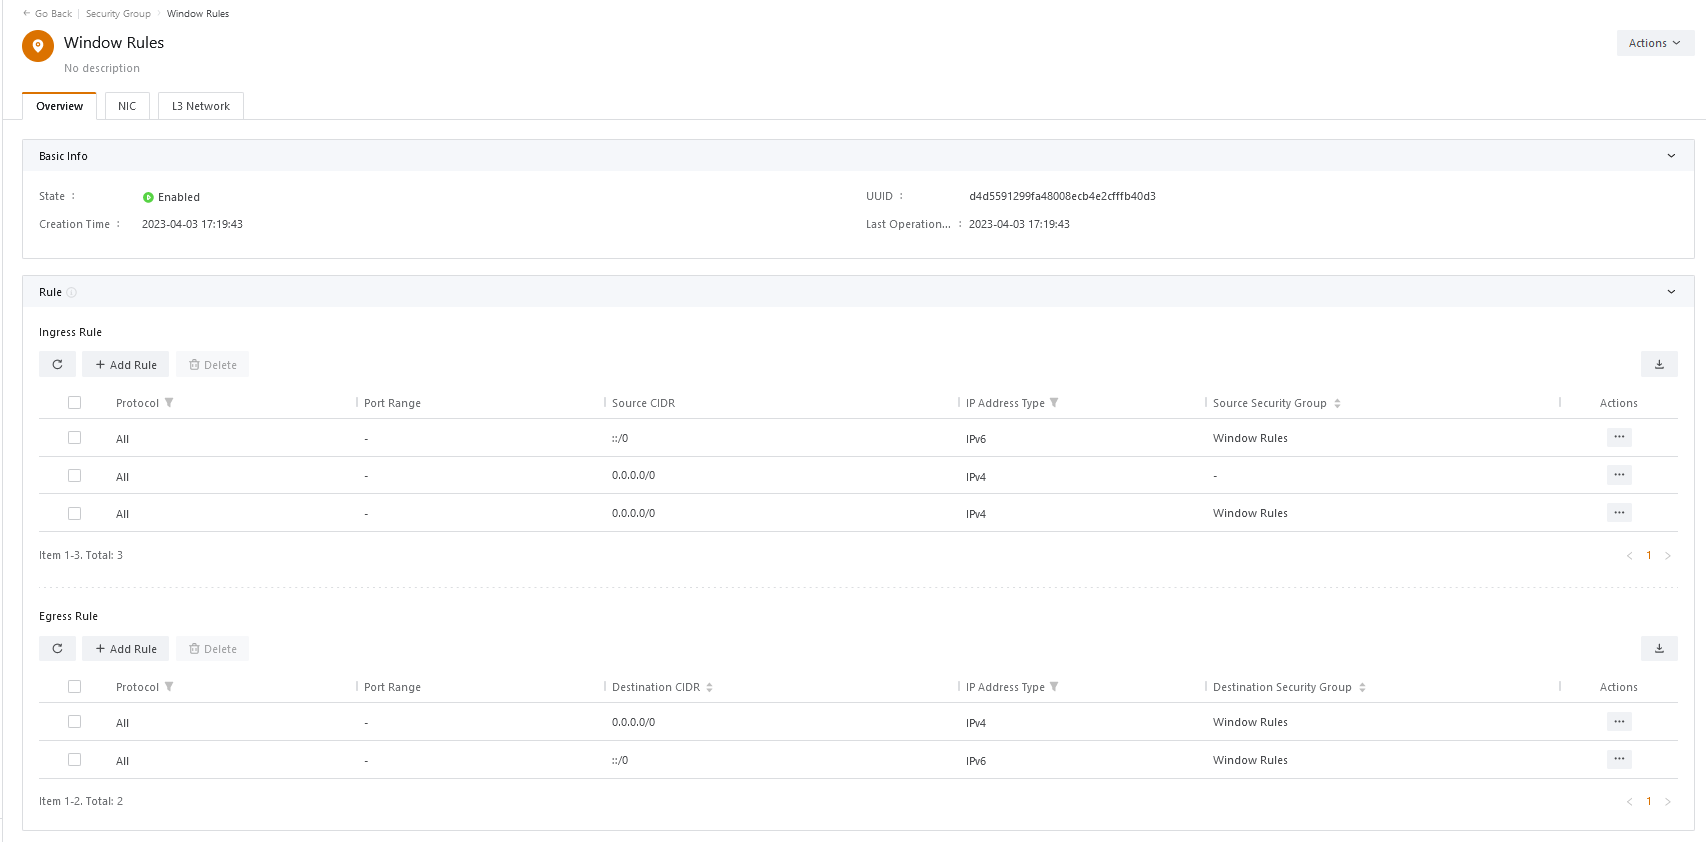 Go Back Security Group Window Rules
Window Rules
Actions
No description
Overview NIC L3 Network
Basic Info
State : Enabled UUID : d4d5591299fa48008ecb4e2cfffb40d3
Creation Time : 2023-04-03 17:19:43 Last Operation... : 2023-04-03 17:19:43
Rule
Ingress Rule
+ Add Rule Delete
Protocol Port Range Source CIDR IP Address Type Source Security Group Actions
All - ::/0 IPv6 Window Rules ...
All - 0.0.0.0/0 IPv4 - ...
All - 0.0.0.0/0 IPv4 Window Rules ...
Item 1-3. Total: 3 < 1 >
Egress Rule
+ Add Rule Delete
Protocol Port Range Destination CIDR IP Address Type Destination Security Group Actions
All - 0.0.0.0/0 IPv4 Window Rules ...
All - ::/0 IPv6 Window Rules ...
Item 1-2. Total: 2 < 1 >